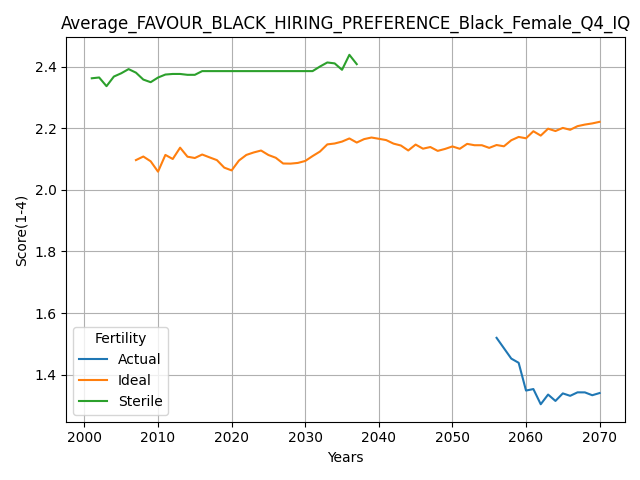 Average_FAVOUR_BLACK_HIRING_PREFERENCE_Black_Female_Q4_IQ
Score(1-4)
2.4
2.2
2.0
1.8
1.6
1.4
Fertility
Actual
Ideal
Sterile
2000 2010 2020 2030 2040 2050 2060 2070
Years